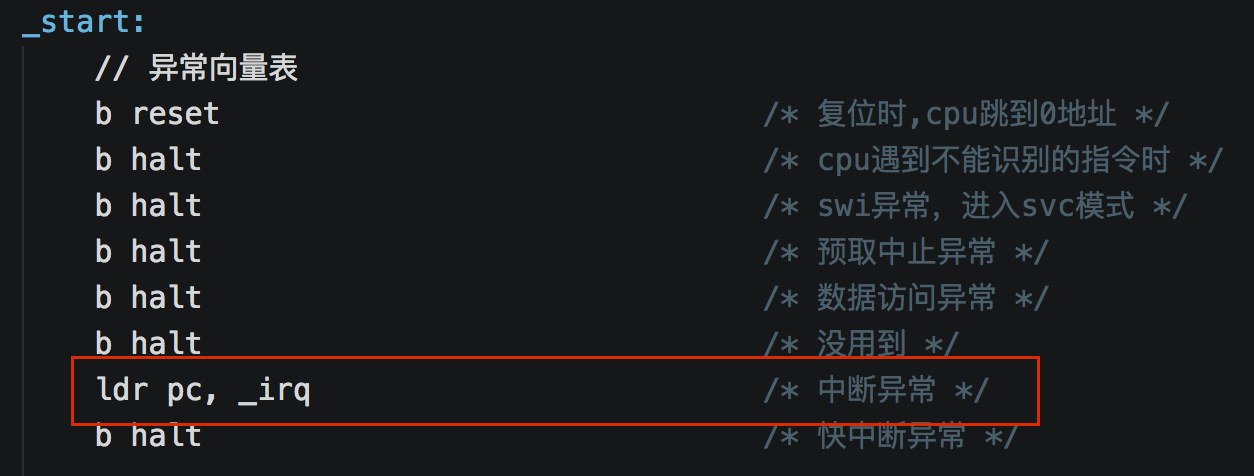 _start:
// 异常向量表
b reset /* 复位时,cpu跳到0地址 */
b halt /* cpu遇到不能识别的指令时 */
b halt /* swi异常，进入svc模式 */
b halt /* 预取中止异常 */
b halt /* 数据访问异常 */
b halt /* 没用到 */
ldr pc, _irq /* 中断异常 */
b halt /* 快中断异常 */